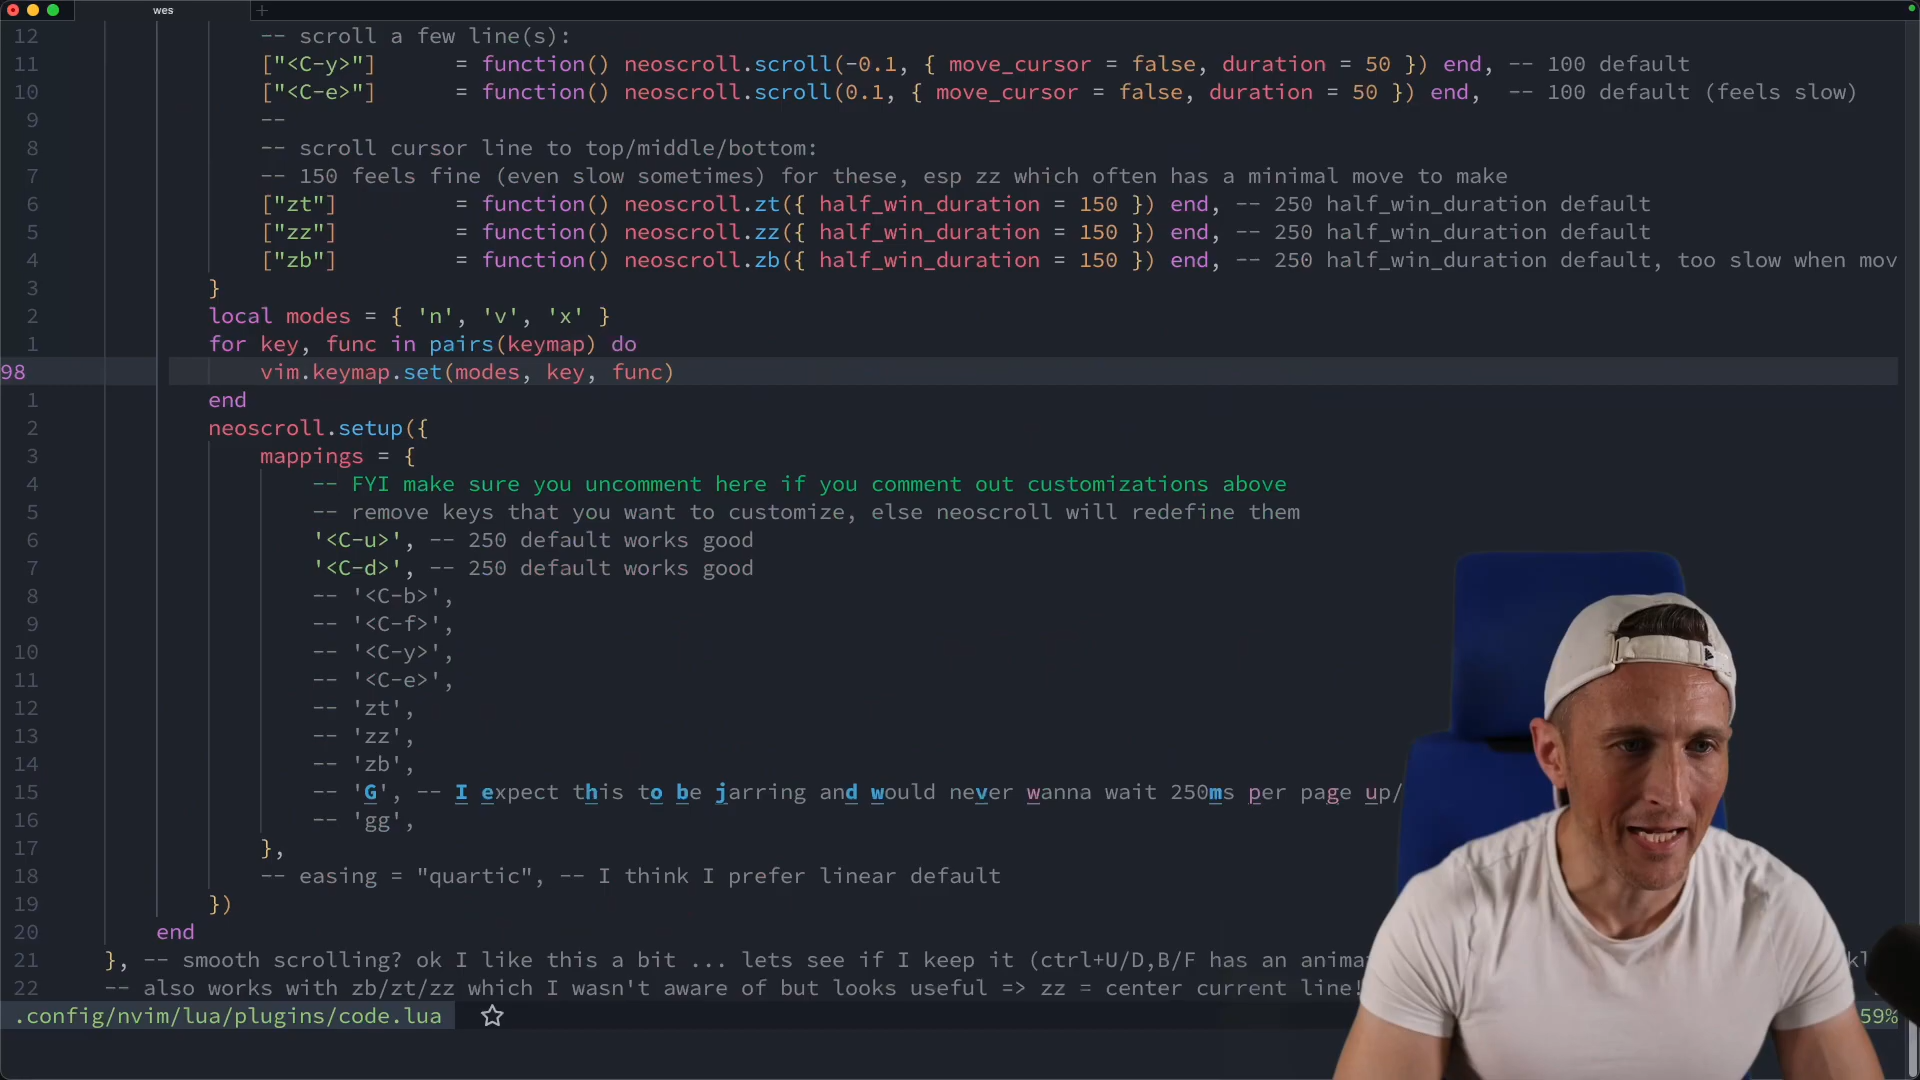 wes +
12 -- scroll a few line(s):
11 ["<C-y>"] = function() neoscroll.scroll(-0.1, { move_cursor = false, duration = 50 }) end, -- 100 default
10 ["<C-e>"] = function() neoscroll.scroll(0.1, { move_cursor = false, duration = 50 }) end, -- 100 default (feels slow)
9 --
8 -- scroll cursor line to top/middle/bottom:
7 -- 150 feels fine (even slow sometimes) for these, esp zz which often has a minimal move to make
6 ["zt"] = function() neoscroll.zt({ half_win_duration = 150 }) end, -- 250 half_win_duration default
5 ["zz"] = function() neoscroll.zz({ half_win_duration = 150 }) end, -- 250 half_win_duration default
4 ["zb"] = function() neoscroll.zb({ half_win_duration = 150 }) end, -- 250 half_win_duration default, too slow when mov
3 }
2 local modes = { 'n', 'v', 'x' }
1 for key, func in pairs(keymap) do
98 vim.keymap.set(modes, key, func)
1 end
2 neoscroll.setup({
3 mappings = {
4 -- FYI make sure you uncomment here if you comment out customizations above
5 -- remove keys that you want to customize, else neoscroll will redefine them
6 '<C-u>', -- 250 default works good
7 '<C-d>', -- 250 default works good
8 -- '<C-b>',
9 -- '<C-f>',
10 -- '<C-y>',
11 -- '<C-e>',
12 -- 'zt',
13 -- 'zz',
14 -- 'zb',
15 -- 'G', -- I expect this to be jarring and would never wanna wait 250ms per page up/
16 -- 'gg',
17 },
18 -- easing = "quartic", -- I think I prefer linear default
19 })
20 end
21 }, -- smooth scrolling? ok I like this a bit ... lets see if I keep it (ctrl+U/D,B/F has an anima
22 -- also works with zb/zt/zz which I wasn't aware of but looks useful => zz = center current line!
.config/nvim/lua/plugins/code.lua ☆ 59%